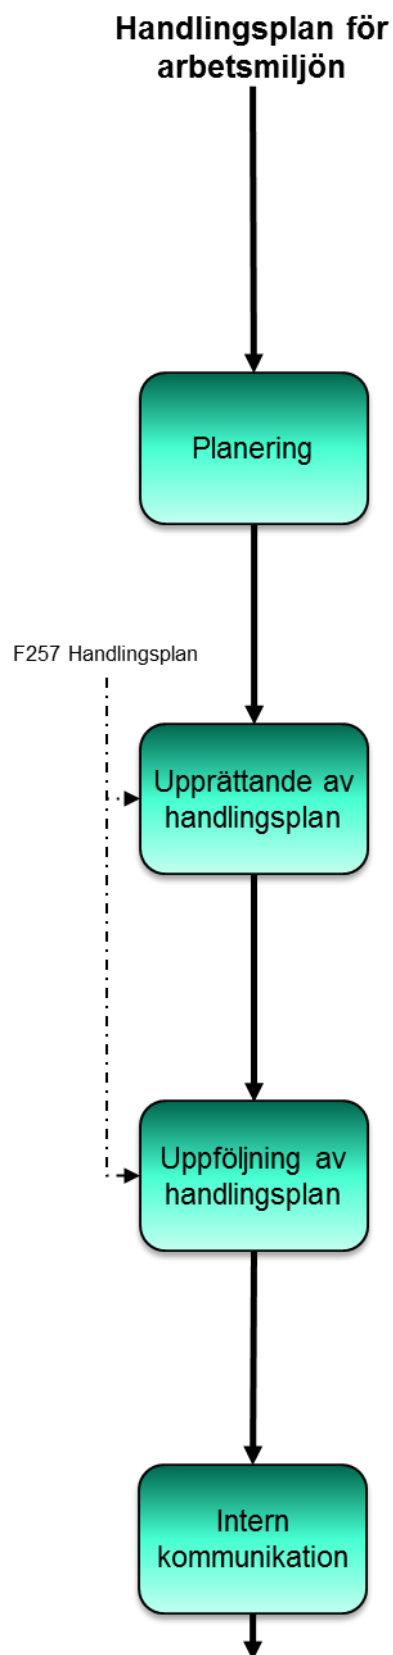 Handlingsplan för
arbetsmiljön
Planering
F257 Handlingsplan
Upprättande av
handlingsplan
Uppföljning av
handlingsplan
Intern
kommunikation